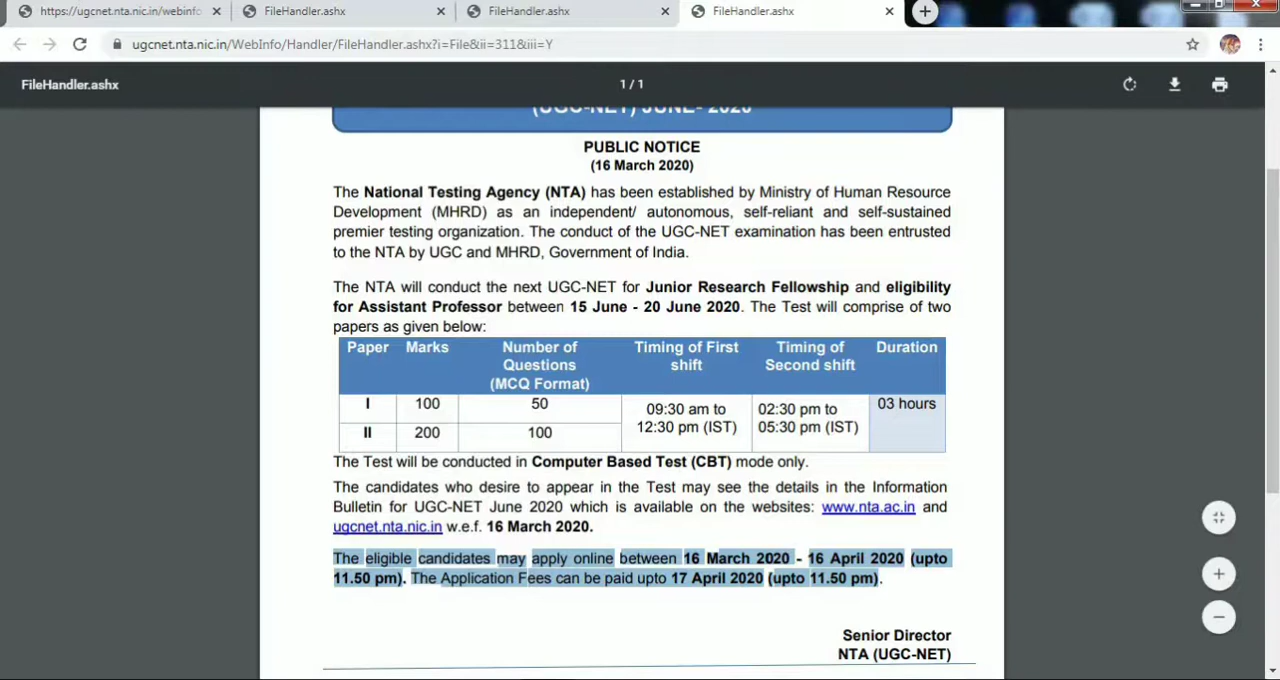 https://ugcnet.nta.nic.in/webinfo
FileHandler.ashx
FileHandler.ashx
FileHandler.ashx
ugcnet.nta.nic.in/WebInfo/Handler/FileHandler.ashx?i=File&ii=311&iii=Y
FileHandler.ashx
1 / 1
(UGC-NET) JUNE- 2020
PUBLIC NOTICE
(16 March 2020)
The National Testing Agency (NTA) has been established by Ministry of Human Resource
Development (MHRD) as an independent/ autonomous, self-reliant and self-sustained
premier testing organization. The conduct of the UGC-NET examination has been entrusted
to the NTA by UGC and MHRD, Government of India.
The NTA will conduct the next UGC-NET for Junior Research Fellowship and eligibility
for Assistant Professor between 15 June - 20 June 2020. The Test will comprise of two
papers as given below:
Paper Marks Number of Timing of First Timing of Duration
Questions shift Second shift
(MCQ Format)
I 100 50 09:30 am to 02:30 pm to 03 hours
II 200 100 12:30 pm (IST) 05:30 pm (IST)
The Test will be conducted in Computer Based Test (CBT) mode only.
The candidates who desire to appear in the Test may see the details in the Information
Bulletin for UGC-NET June 2020 which is available on the websites: www.nta.ac.in and
ugcnet.nta.nic.in w.e.f. 16 March 2020.
The eligible candidates may apply online between 16 March 2020 - 16 April 2020 (upto
11.50 pm). The Application Fees can be paid upto 17 April 2020 (upto 11.50 pm).
Senior Director
NTA (UGC-NET)